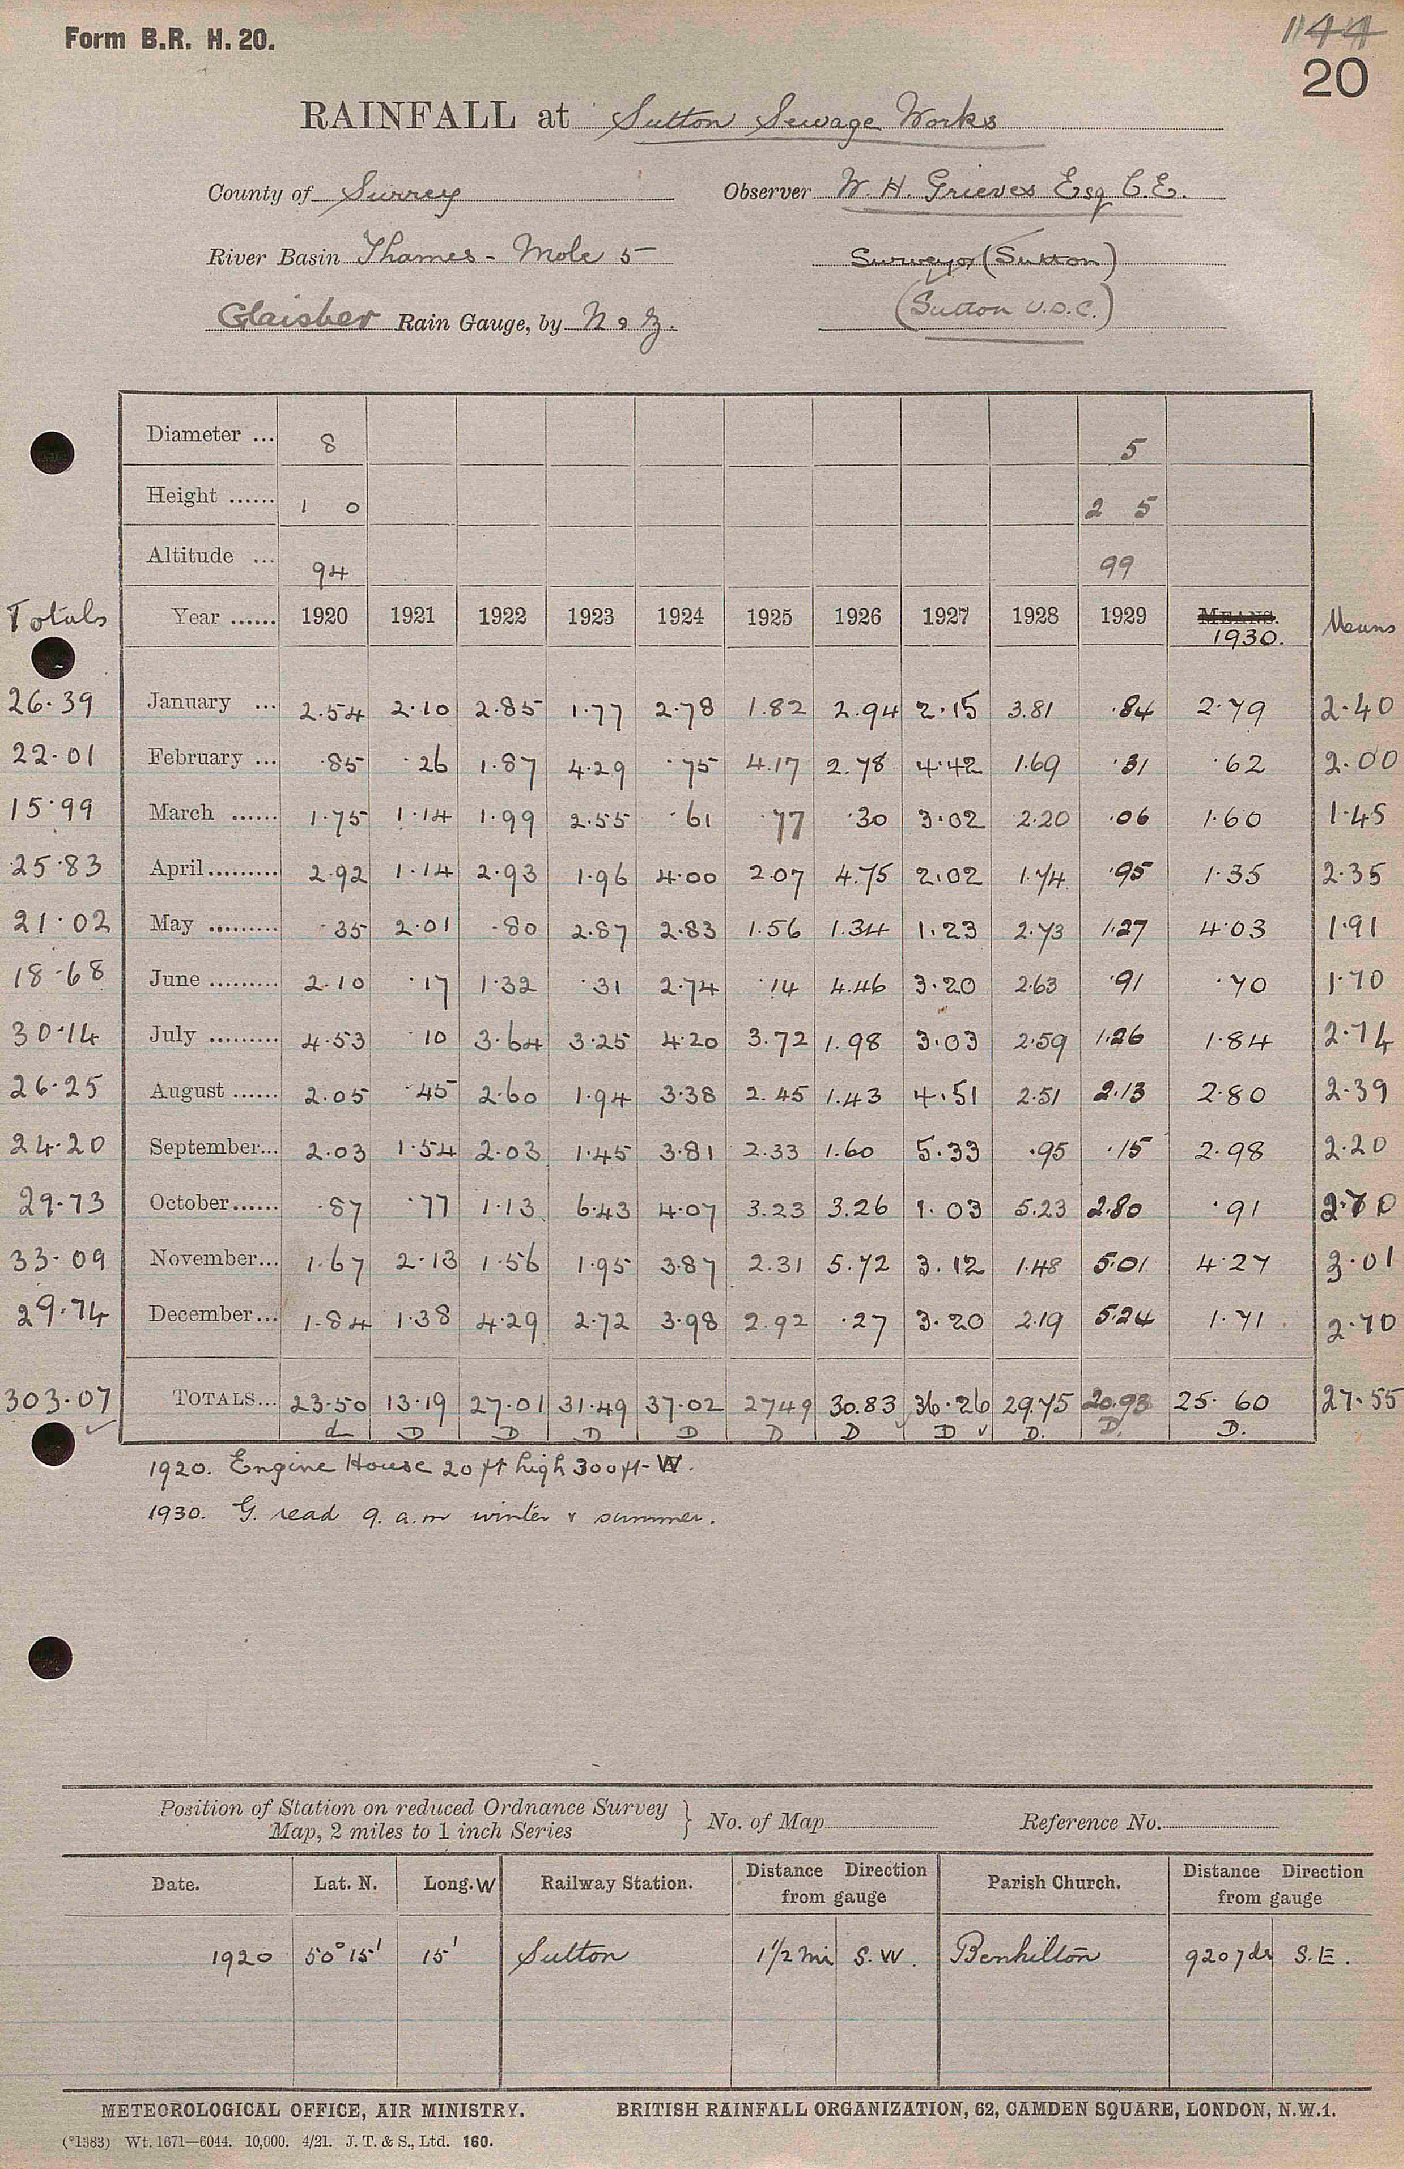 Form B.R. H. 20.
144
20
RAINFALL at Sutton Sewage Works
County of Surrey Observer W. H. Grieves Esq C.E.
River Basin Thames - Mole 5 Surveyor (Sutton)
Glaisher Rain Gauge, by N & Z. (Sutton U.D.C.)
Diameter ... 8 5
Height ...... 1 0 2 5
Altitude ... 94 99
Totals Year ...... 1920 1921 1922 1923 1924 1925 1926 1927 1928 1929 MEANS. 1930. Means
26.39 January ... 2.54 2.10 2.85 1.77 2.78 1.82 2.94 2.15 3.81 .84 2.79 2.40
22.01 February ... .85 .26 1.87 4.29 .75 4.17 2.78 4.42 1.69 .31 .62 2.00
15.99 March ...... 1.75 1.14 1.99 2.55 .61 .77 .30 3.02 2.20 .06 1.60 1.45
25.83 April......... 2.92 1.14 2.93 1.96 4.00 2.07 4.75 2.02 1.74 .95 1.35 2.35
21.02 May ......... .35 2.01 .80 2.87 2.83 1.56 1.34 1.23 2.73 1.27 4.03 1.91
18.68 June ......... 2.10 .17 1.32 .31 2.74 .14 4.46 3.20 2.63 .91 .70 1.70
30.14 July ......... 4.53 10 3.64 3.25 4.20 3.72 1.98 3.03 2.59 1.26 1.84 2.74
26.25 August ...... 2.05 .45 2.60 1.94 3.38 2.45 1.43 4.51 2.51 2.13 2.80 2.39
24.20 September... 2.03 1.54 2.03 1.45 3.81 2.33 1.60 5.33 .95 .15 2.98 2.20
29.73 October...... .87 .77 1.13 6.43 4.07 3.23 3.26 1.03 5.23 2.80 .91 2.70
33.09 November... 1.67 2.13 1.56 1.95 3.87 2.31 5.72 3.12 1.48 5.01 4.27 3.01
29.74 December... 1.84 1.38 4.29 2.72 3.98 2.92 .27 3.20 2.19 5.24 1.71 2.70
303.07 TOTALS... 23.50 13.19 27.01 31.49 37.02 27.49 30.83 36.26 29.75 20.93 25.60 27.55
d D D D D D D D D. D. D.
1920. Engine House 20 ft high 300 ft - W.
1930. G. read 9. a.m winter & summer.
Position of Station on reduced Ordnance Survey
Map, 2 miles to 1 inch Series } No. of Map Reference No.
Date. Lat. N. Long. W Railway Station. Distance Direction from gauge Parish Church. Distance Direction from gauge
1920 50° 15' 15' Sutton 1 1/2 mi S. W. Benhilton 920 yds S. E.
METEOROLOGICAL OFFICE, AIR MINISTRY. BRITISH RAINFALL ORGANIZATION, 62, CAMDEN SQUARE, LONDON, N.W.1.
(*1383) Wt. 1671—6044. 10,000. 4/21. J. T. & S., Ltd. 160.